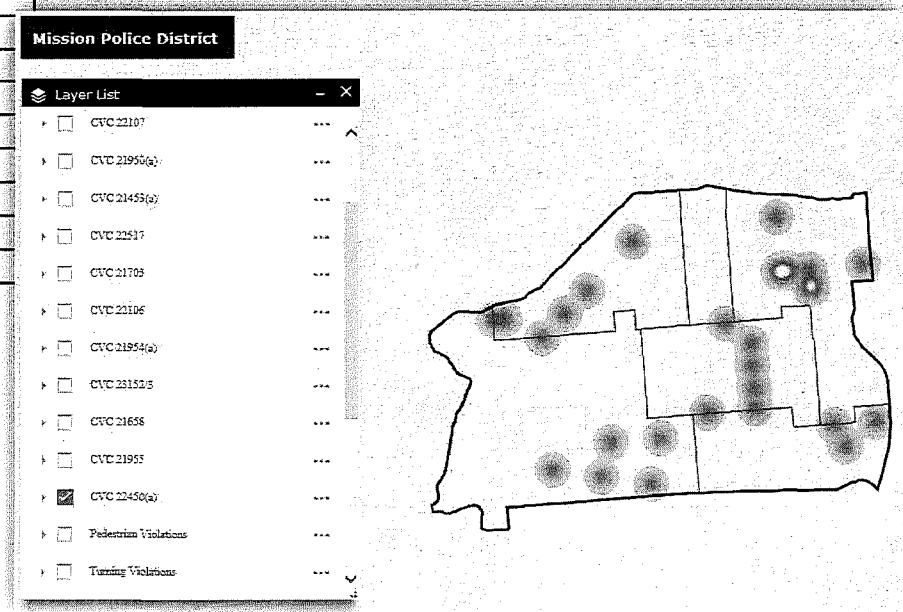 Mission Police District
Layer List
CVC 22107
CVC 21950(a)
CVC 21453(a)
CVC 22517
CVC 21703
CVC 22106
CVC 21954(a)
CVC 23152/5
CVC 21658
CVC 21955
CVC 22450(a)
Pedestrian Violations
Turning Violations